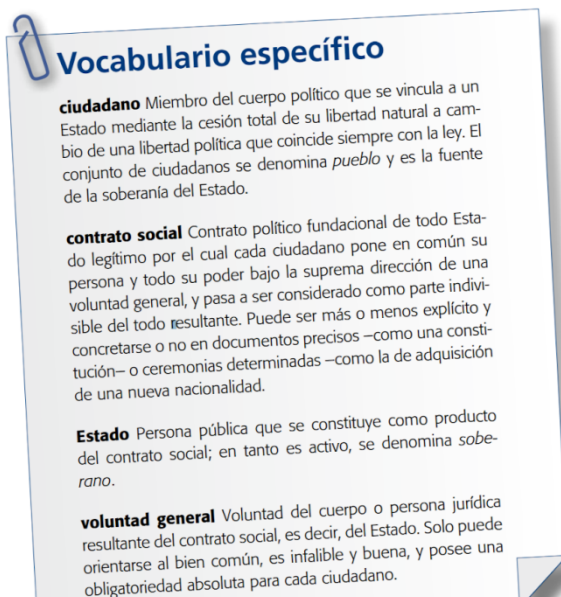 Vocabulario específico
ciudadano Miembro del cuerpo político que se vincula a un
Estado mediante la cesión total de su libertad natural a cam-
bio de una libertad política que coincide siempre con la ley. El
conjunto de ciudadanos se denomina pueblo y es la fuente
de la soberanía del Estado.
contrato social Contrato político fundacional de todo Esta-
do legítimo por el cual cada ciudadano pone en común su
persona y todo su poder bajo la suprema dirección de una
voluntad general, y pasa a ser considerado como parte indivi-
sible del todo resultante. Puede ser más o menos explícito y
concretarse o no en documentos precisos –como una consti-
tución– o ceremonias determinadas –como la de adquisición
de una nueva nacionalidad.
Estado Persona pública que se constituye como producto
del contrato social; en tanto es activo, se denomina sobe-
rano.
voluntad general Voluntad del cuerpo o persona jurídica
resultante del contrato social, es decir, del Estado. Solo puede
orientarse al bien común, es infalible y buena, y posee una
obligatoriedad absoluta para cada ciudadano.